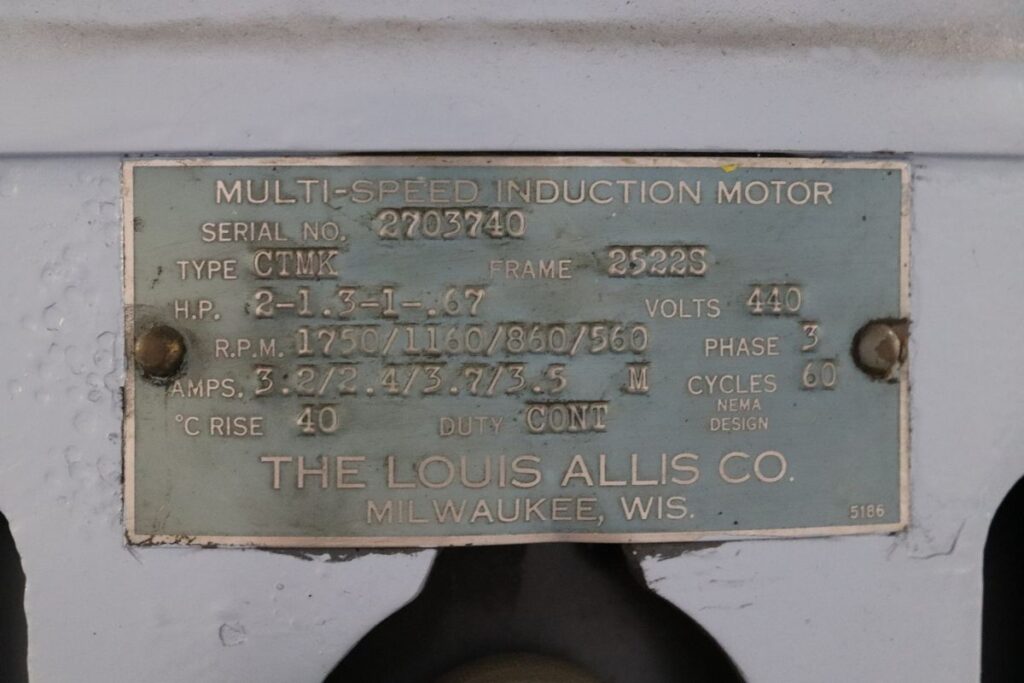 MULTI-SPEED INDUCTION MOTOR
SERIAL NO. 2703740
TYPE CTMK FRAME 2522S
H.P. 2-1.3-1-.67 VOLTS 440
R.P.M. 1750/1160/860/560 PHASE 3
AMPS. 3.2/2.4/3.7/3.5 M CYCLES 60
°C RISE 40 DUTY CONT NEMA DESIGN
THE LOUIS ALLIS CO.
MILWAUKEE, WIS.
5186